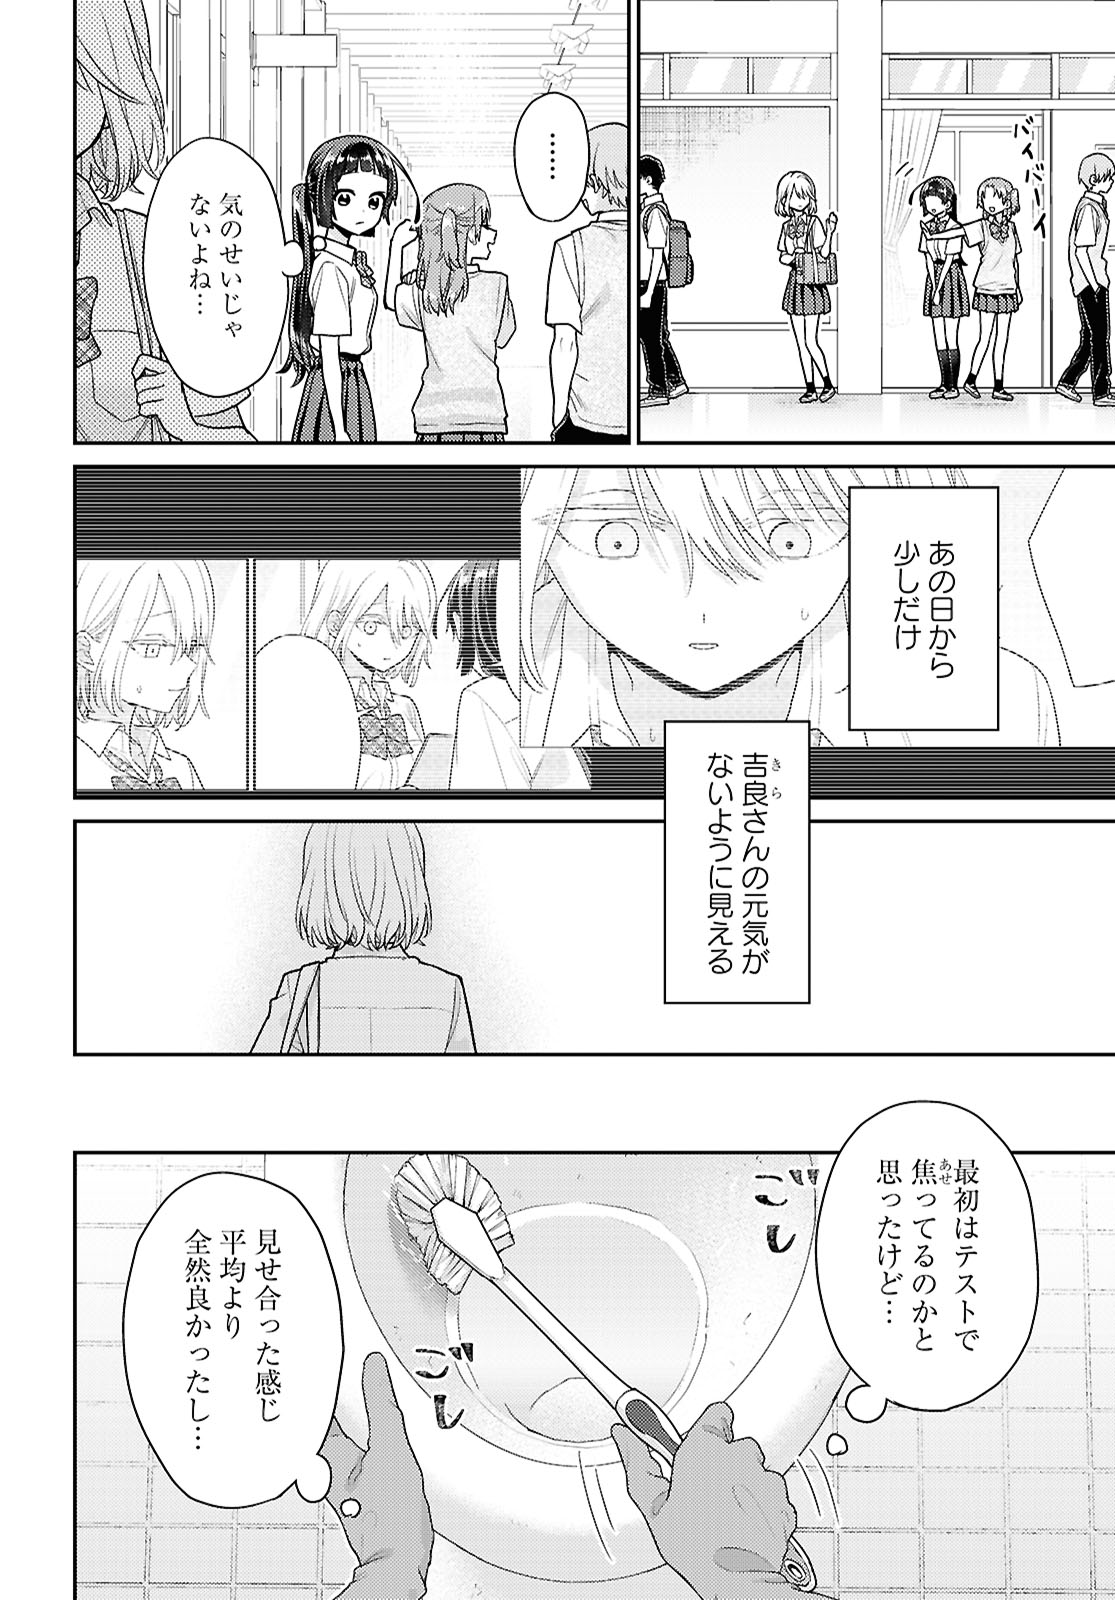 バイバーイ
……
気のせいじゃ
ないよね…
あの日から
少しだけ
吉良さんの元気が
きら
ないように見える
最初はテストで
焦ってるのかと
あせ
思ったけど…
ごし
ごし
見せ合った感じ
平均より
全然良かったし…